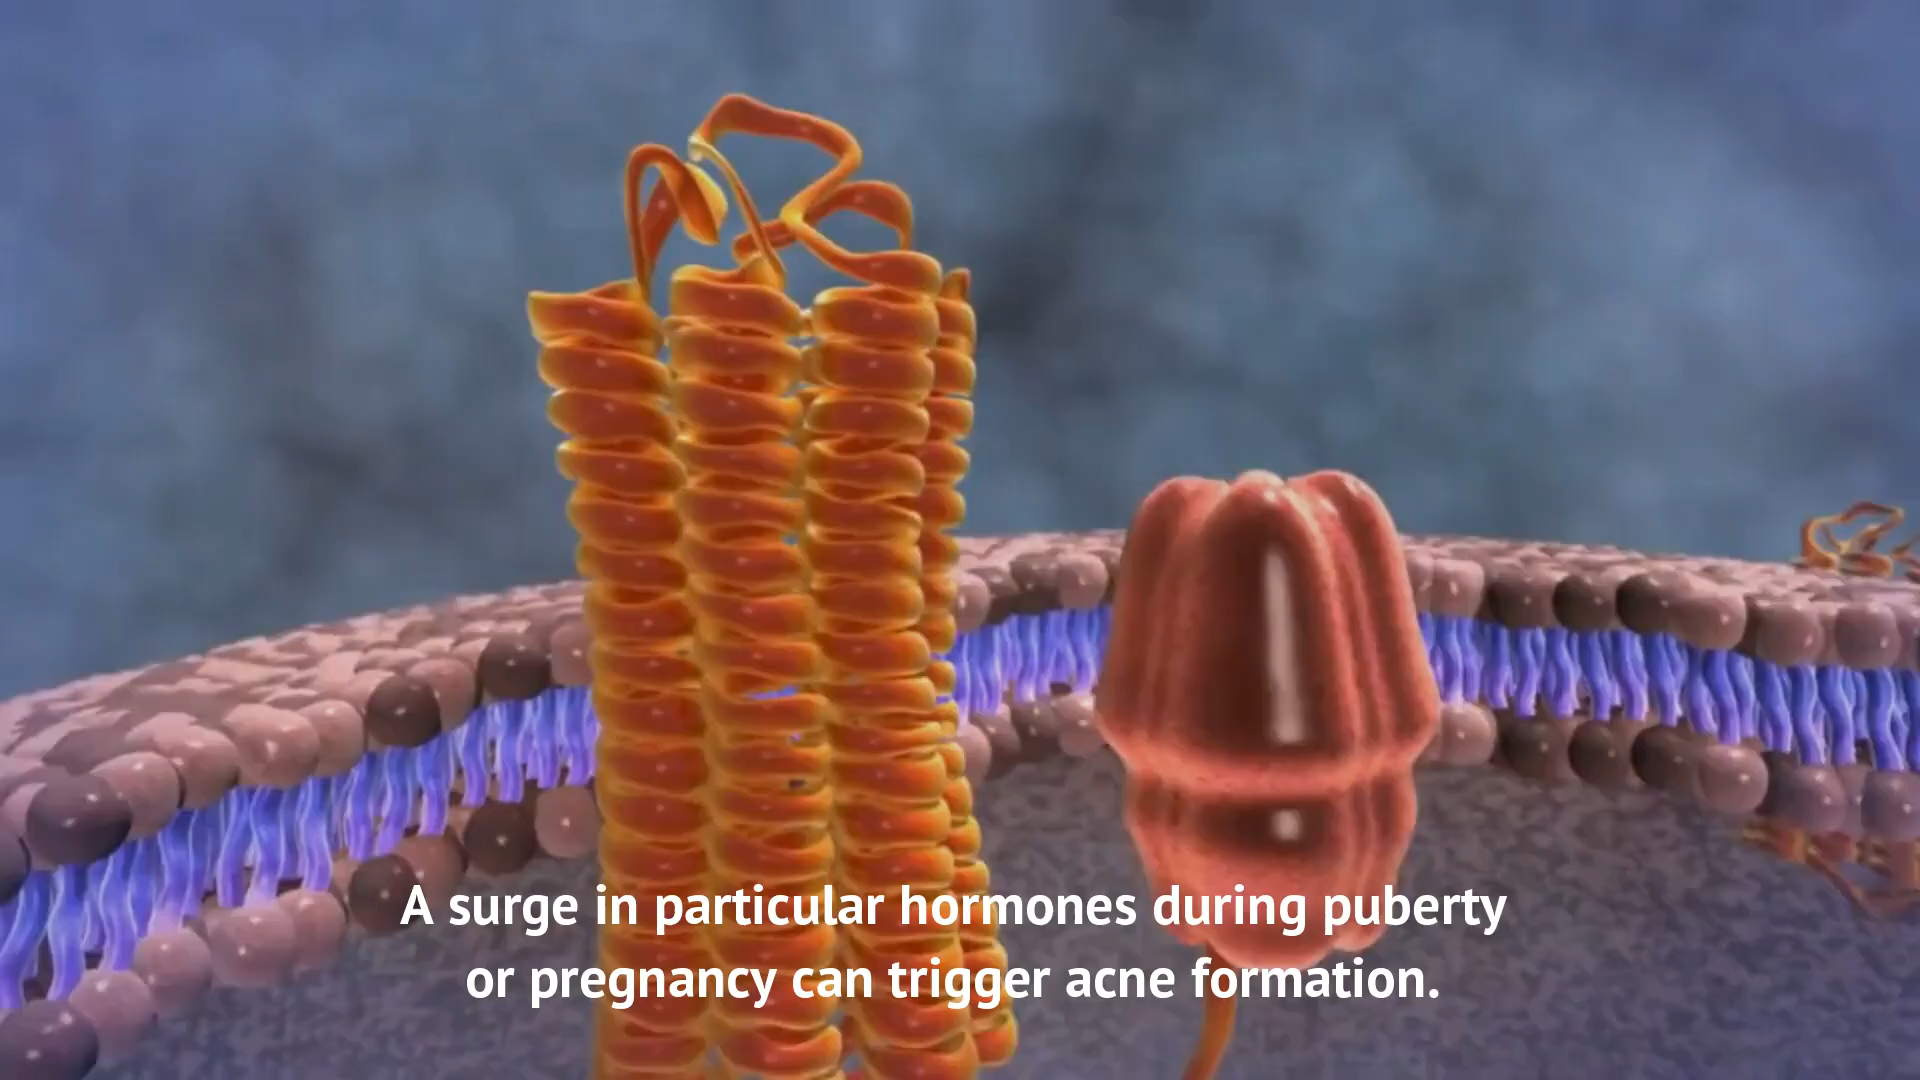 A surge in particular hormones during puberty
or pregnancy can trigger acne formation.